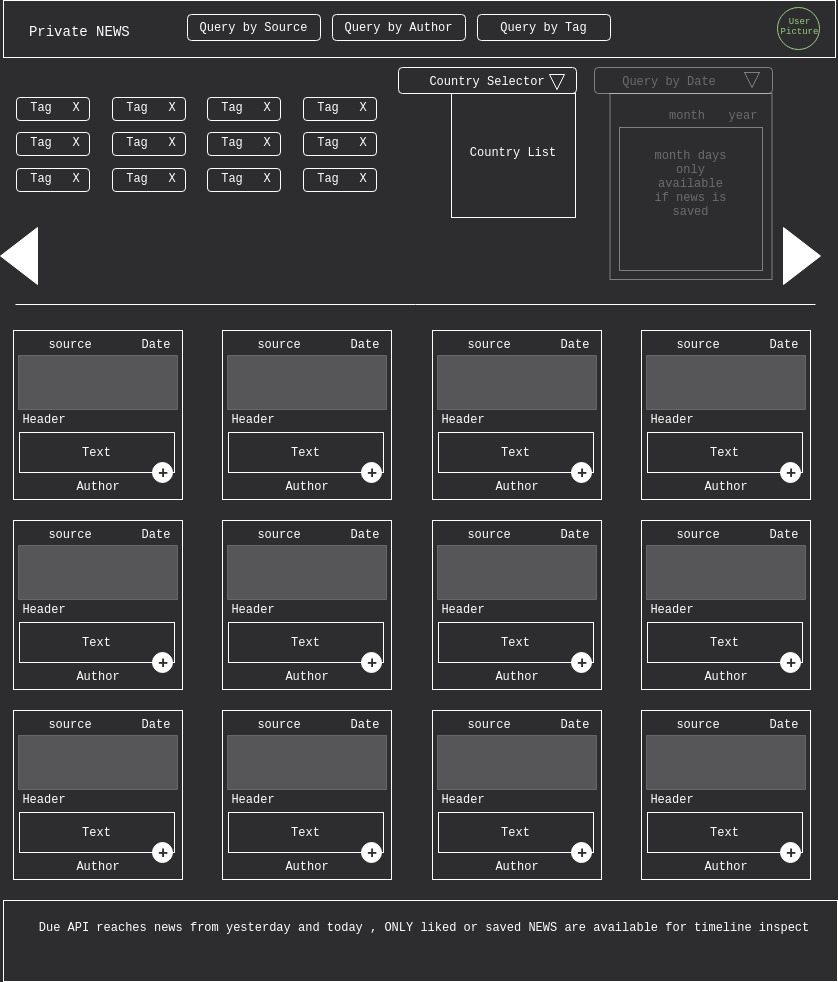 Private NEWS
Query by Source
Query by Author
Query by Tag
User
Picture
Country Selector
Query by Date
Tag X Tag X Tag X Tag X
Tag X Tag X Tag X Tag X
Tag X Tag X Tag X Tag X
Country List
month year
month days
only
available
if news is
saved
source Date source Date source Date source Date
Header Header Header Header
Text Text Text Text
+ + + +
Author Author Author Author
source Date source Date source Date source Date
Header Header Header Header
Text Text Text Text
+ + + +
Author Author Author Author
source Date source Date source Date source Date
Header Header Header Header
Text Text Text Text
+ + + +
Author Author Author Author
Due API reaches news from yesterday and today , ONLY liked or saved NEWS are available for timeline inspect